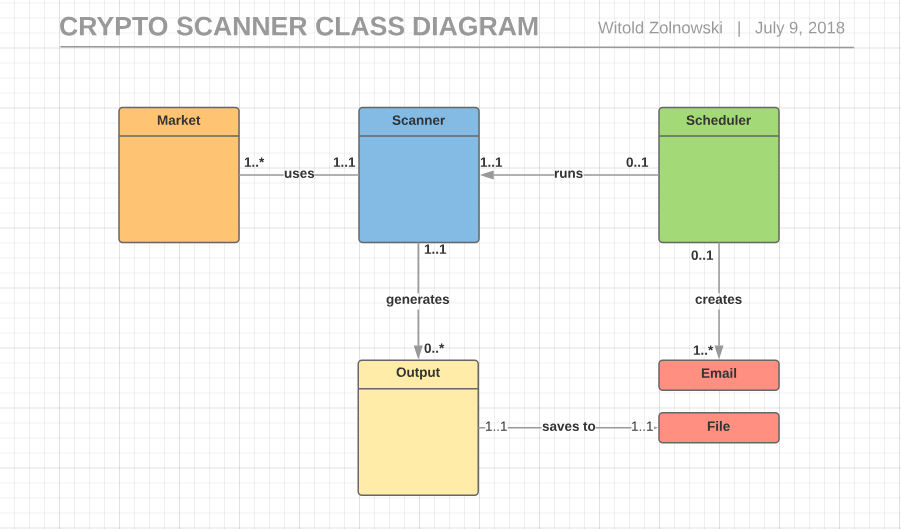 CRYPTO SCANNER CLASS DIAGRAM
Witold Zolnowski | July 9, 2018
Market
Scanner
Scheduler
1..*
uses
1..1
1..1
runs
0..1
1..1
generates
0..*
0..1
creates
1..*
Output
Email
1..1
saves to
1..1
File